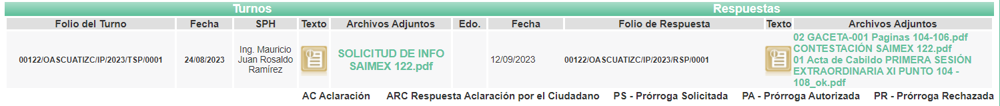 Turnos Respuestas
Folio del Turno Fecha SPH Texto Archivos Adjuntos Edo. Fecha Folio de Respuesta Texto Archivos Adjuntos
00122/OASCUATIZC/IP/2023/TSP/0001 24/08/2023
Ing. Mauricio
Juan Rosaldo
Ramírez
SOLICITUD DE INFO
SAIMEX 122.pdf
12/09/2023 00122/OASCUATIZC/IP/2023/RSP/0001
02 GACETA-001 Paginas 104-106.pdf
CONTESTACIÓN SAIMEX 122.pdf
01 Acta de Cabildo PRIMERA SESIÓN
EXTRAORDINARIA XI PUNTO 104 -
108_ok.pdf
AC Aclaración ARC Respuesta Aclaración por el Ciudadano PS - Prórroga Solicitada PA - Prórroga Autorizada PR - Prórroga Rechazada